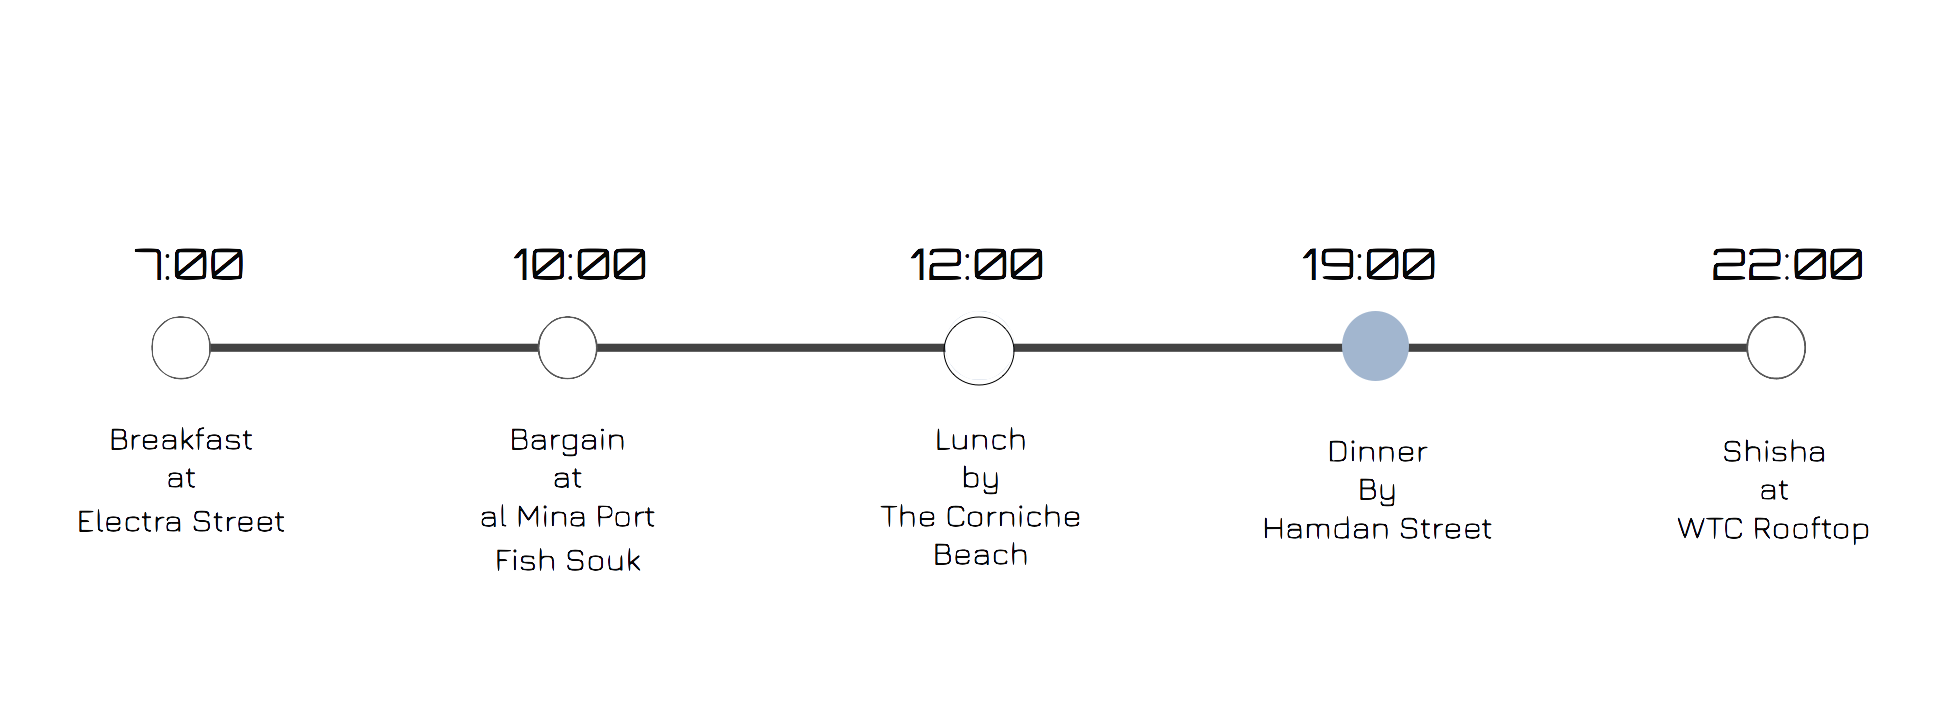 7:00
10:00
12:00
19:00
22:00
Breakfast
at
Electra Street
Bargain
at
al Mina Port
Fish Souk
Lunch
by
The Corniche
Beach
Dinner
By
Hamdan Street
Shisha
at
WTC Rooftop